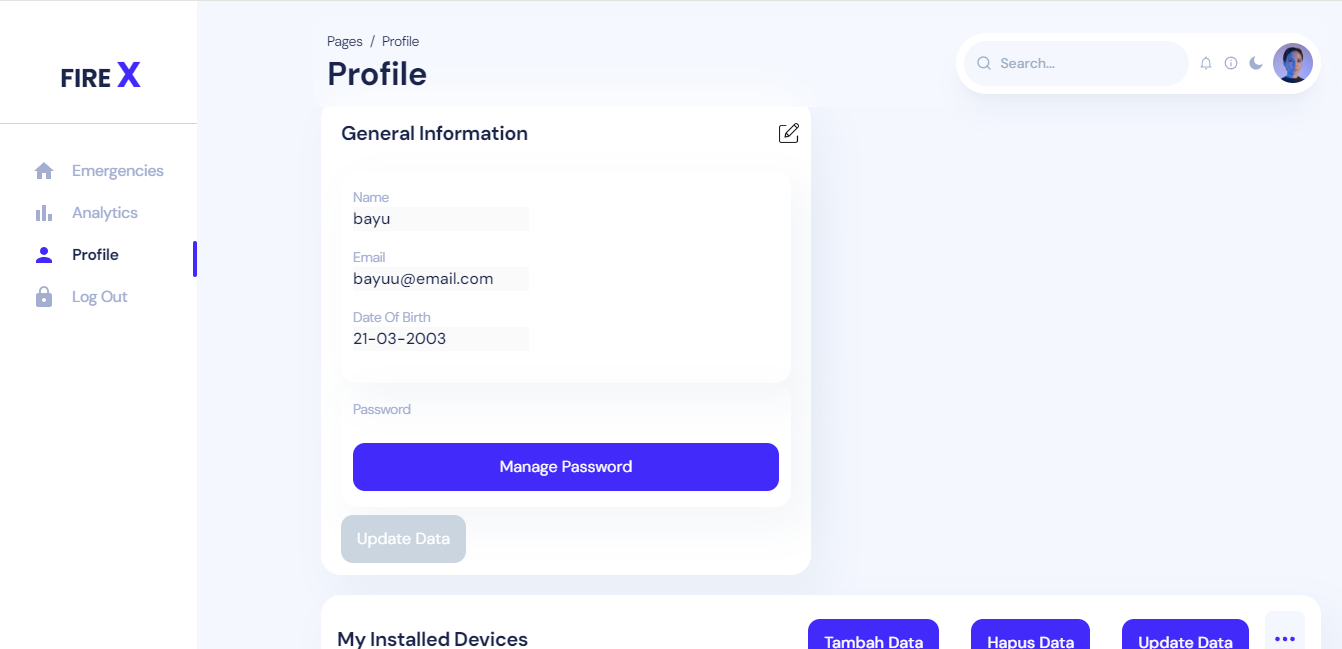 FIRE X
Emergencies
Analytics
Profile
Log Out
Pages / Profile
Profile
Search...
General Information
Name
bayu
Email
bayuu@email.com
Date Of Birth
21-03-2003
Password
Manage Password
Update Data
My Installed Devices
Tambah Data
Hapus Data
Update Data